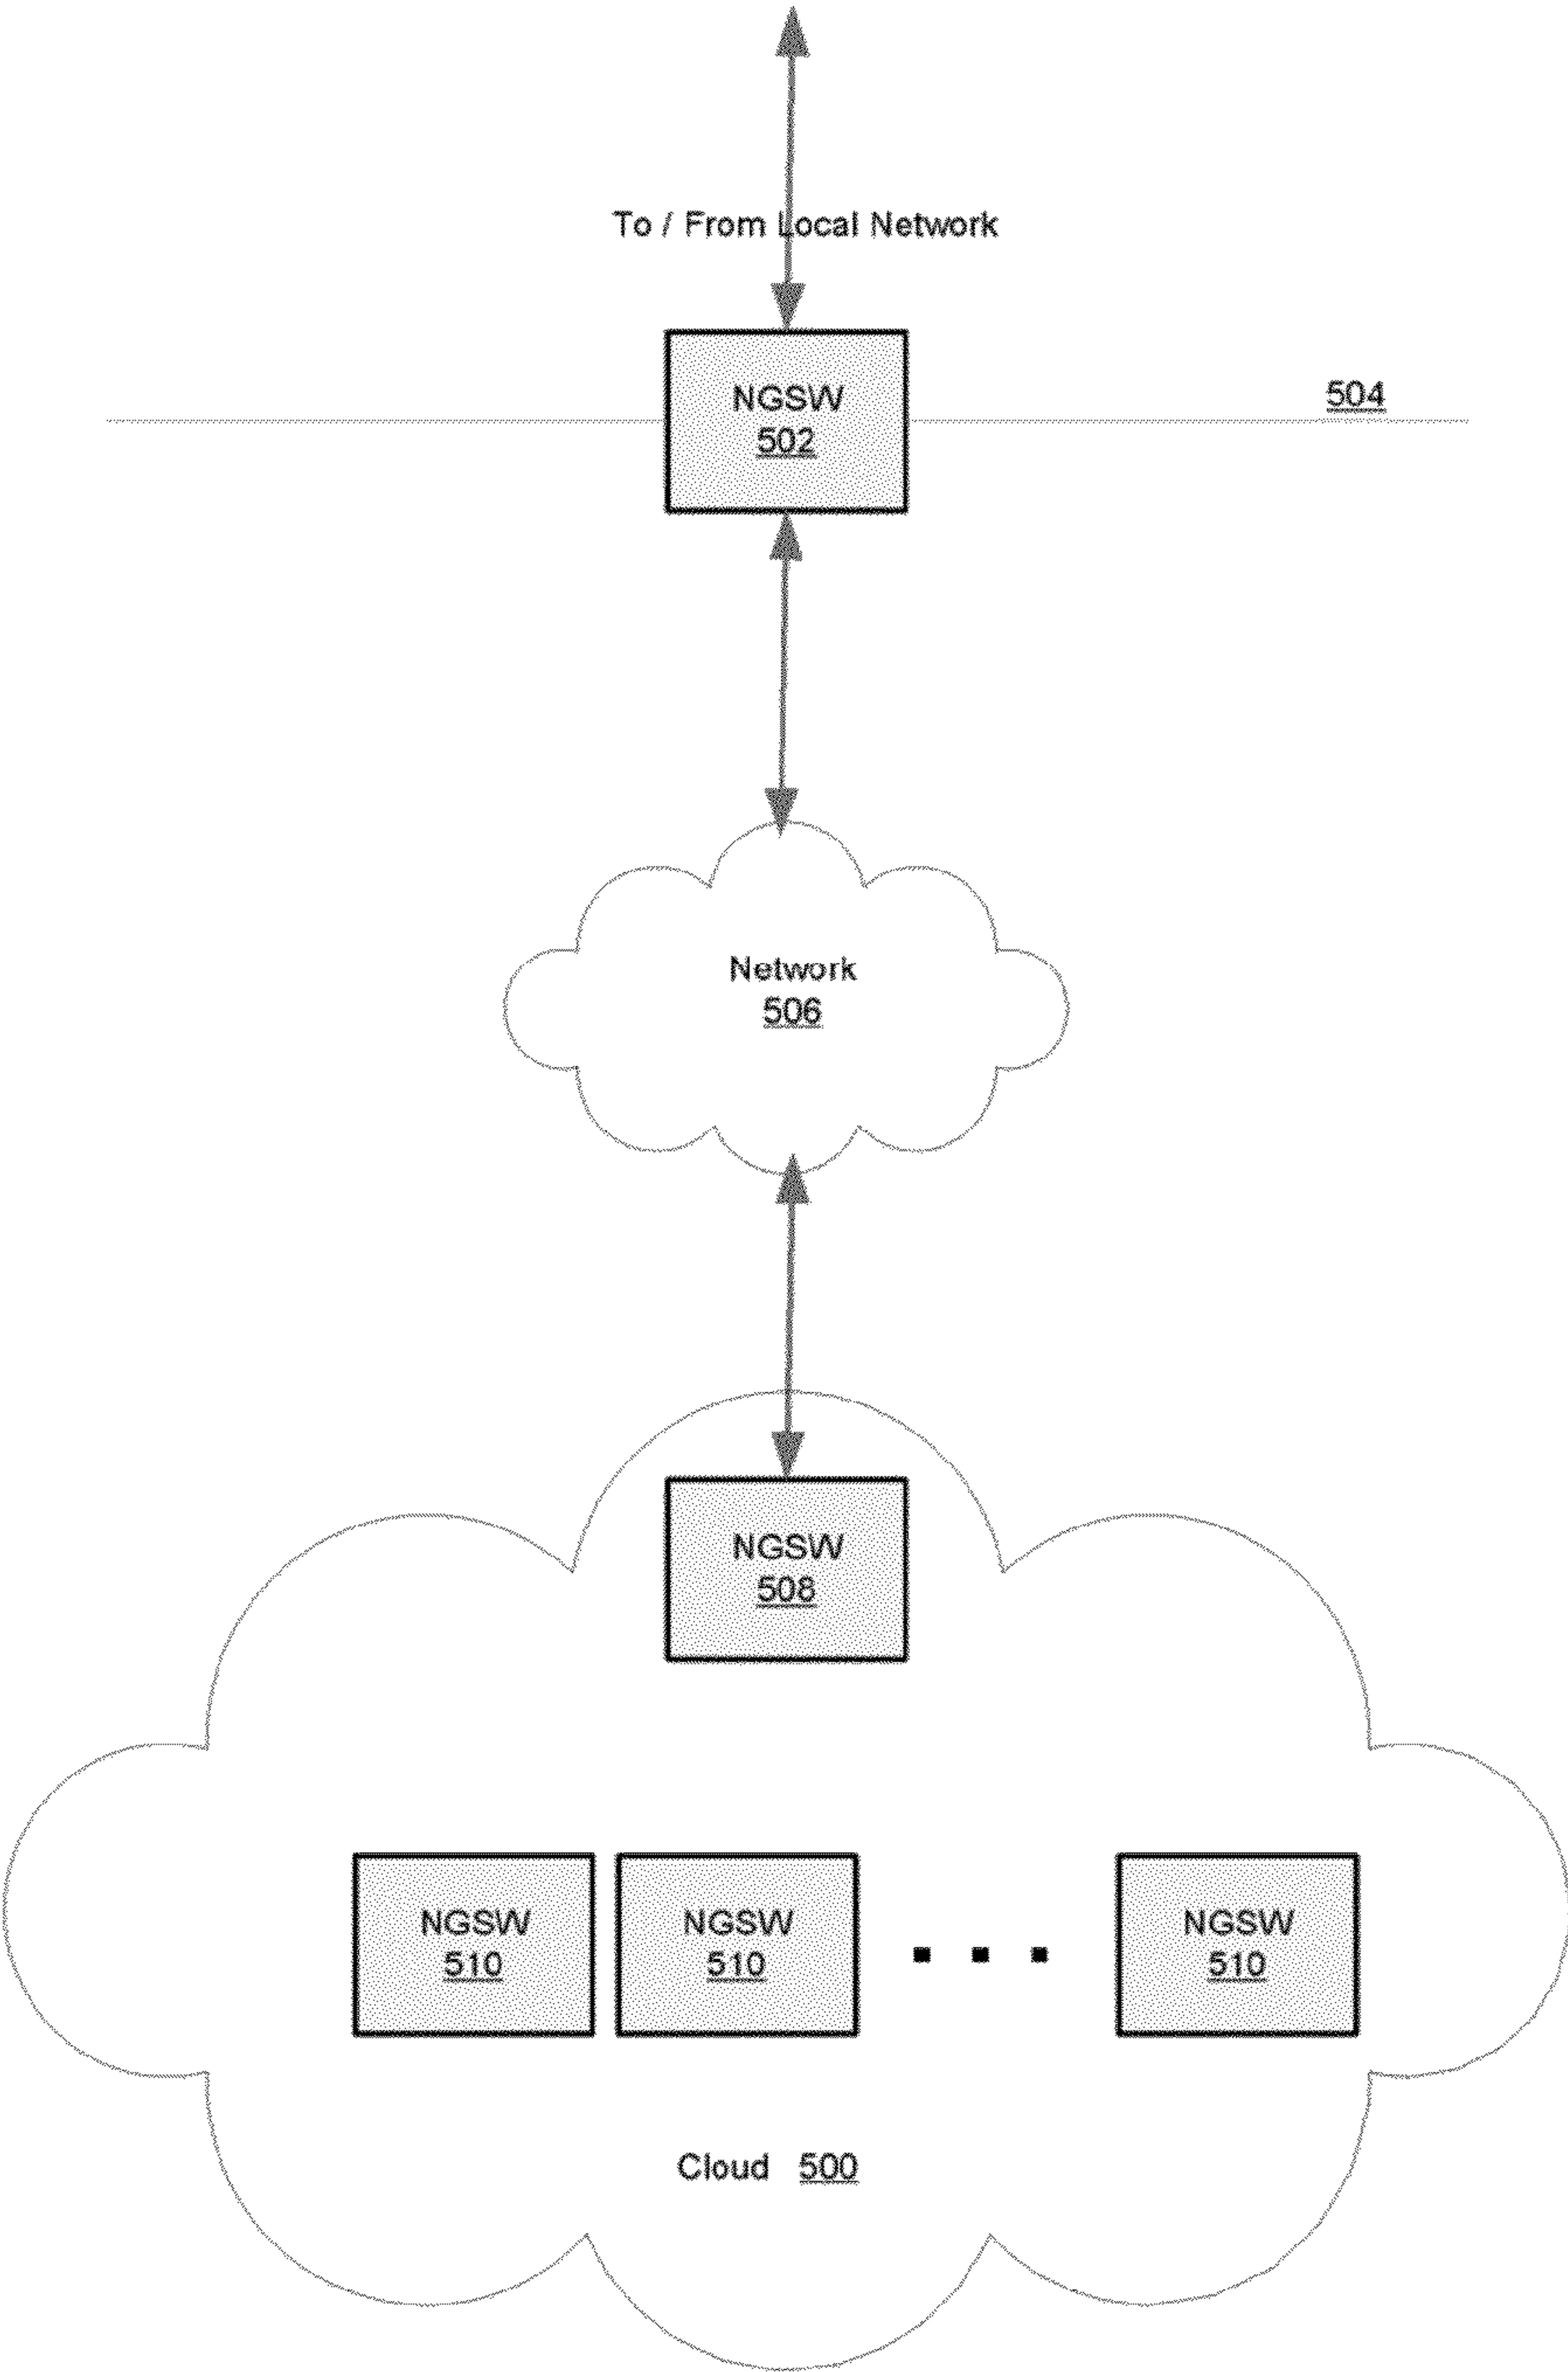 To / From Local Network
NGSW
502
504
Network
506
NGSW
508
NGSW
510
NGSW
510
NGSW
510
Cloud 500